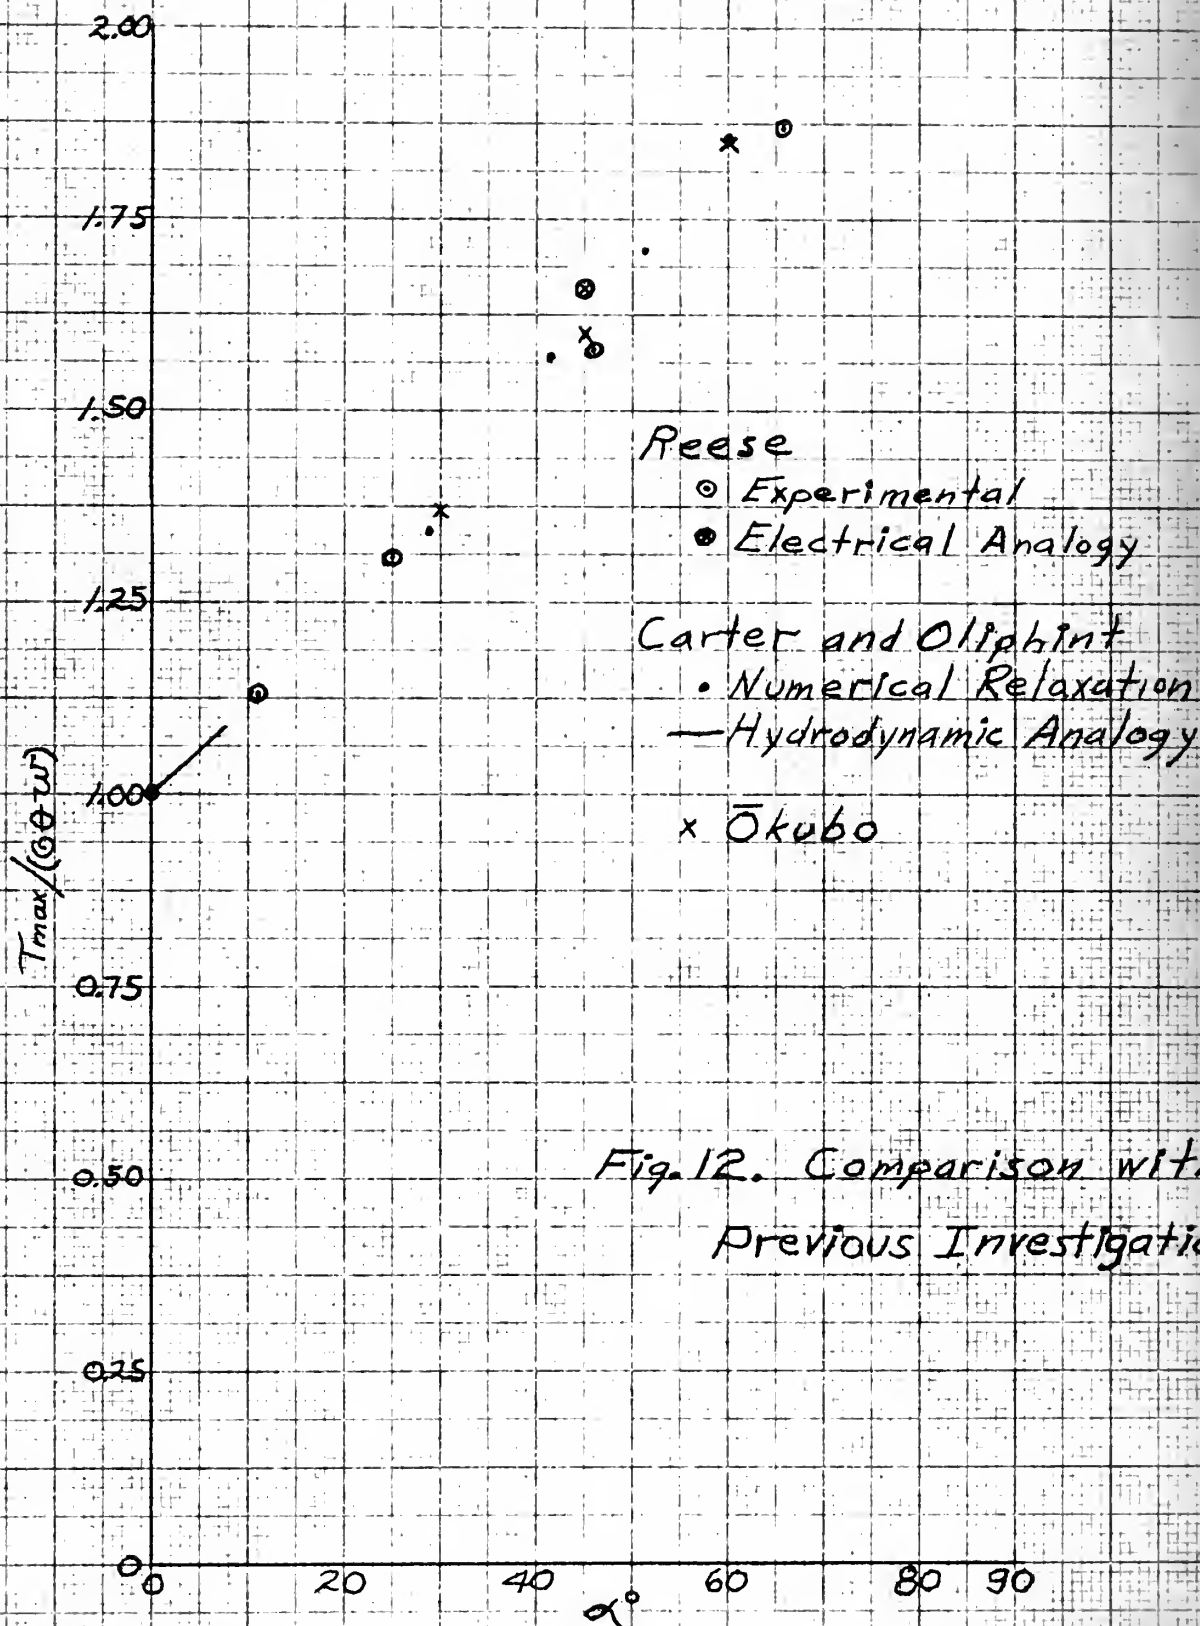 2.00
1.75
1.50
Reese
⊙ Experimental
⊗ Electrical Analogy
1.25
Carter and Oliphint
• Numerical Relaxation
— Hydrodynamic Analogy
1.00
x Ōkubo
Tmax/(Gθw)
0.75
Fig. 12. Comparison wit
0.50
Previous Investigatio
0.25
0
0 20 40 60 80 90
α°